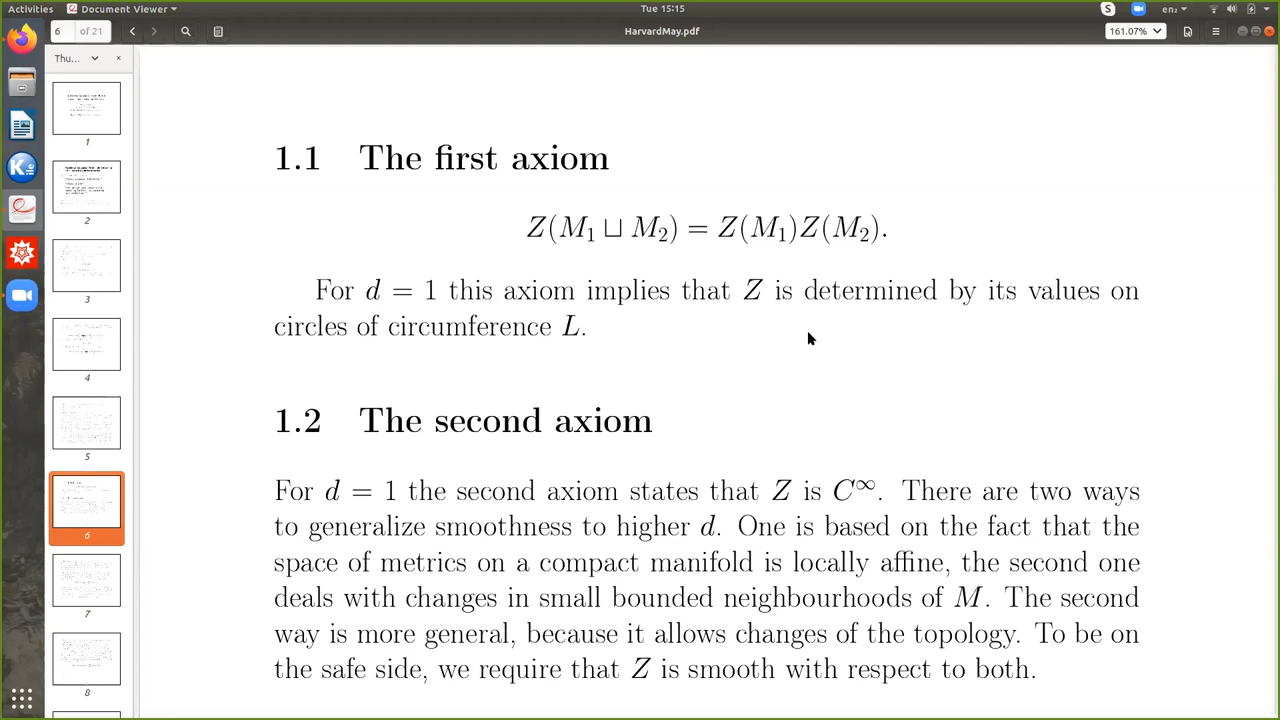 Activities Document Viewer Tue 15:15 en₂
6 of 21 HarvardMay.pdf 161.07%
Thu...
1
2
3
4
5
6
7
8
1.1 The first axiom
Z(M₁ ⊔ M₂) = Z(M₁)Z(M₂).
For d = 1 this axiom implies that Z is determined by its values on
circles of circumference L.
1.2 The second axiom
For d = 1 the second axiom states that Z is C^∞. There are two ways
to generalize smoothness to higher d. One is based on the fact that the
space of metrics on a compact manifold is locally affine, the second one
deals with changes in small bounded neighbourhoods of M. The second
way is more general, because it allows changes of the topology. To be on
the safe side, we require that Z is smooth with respect to both.